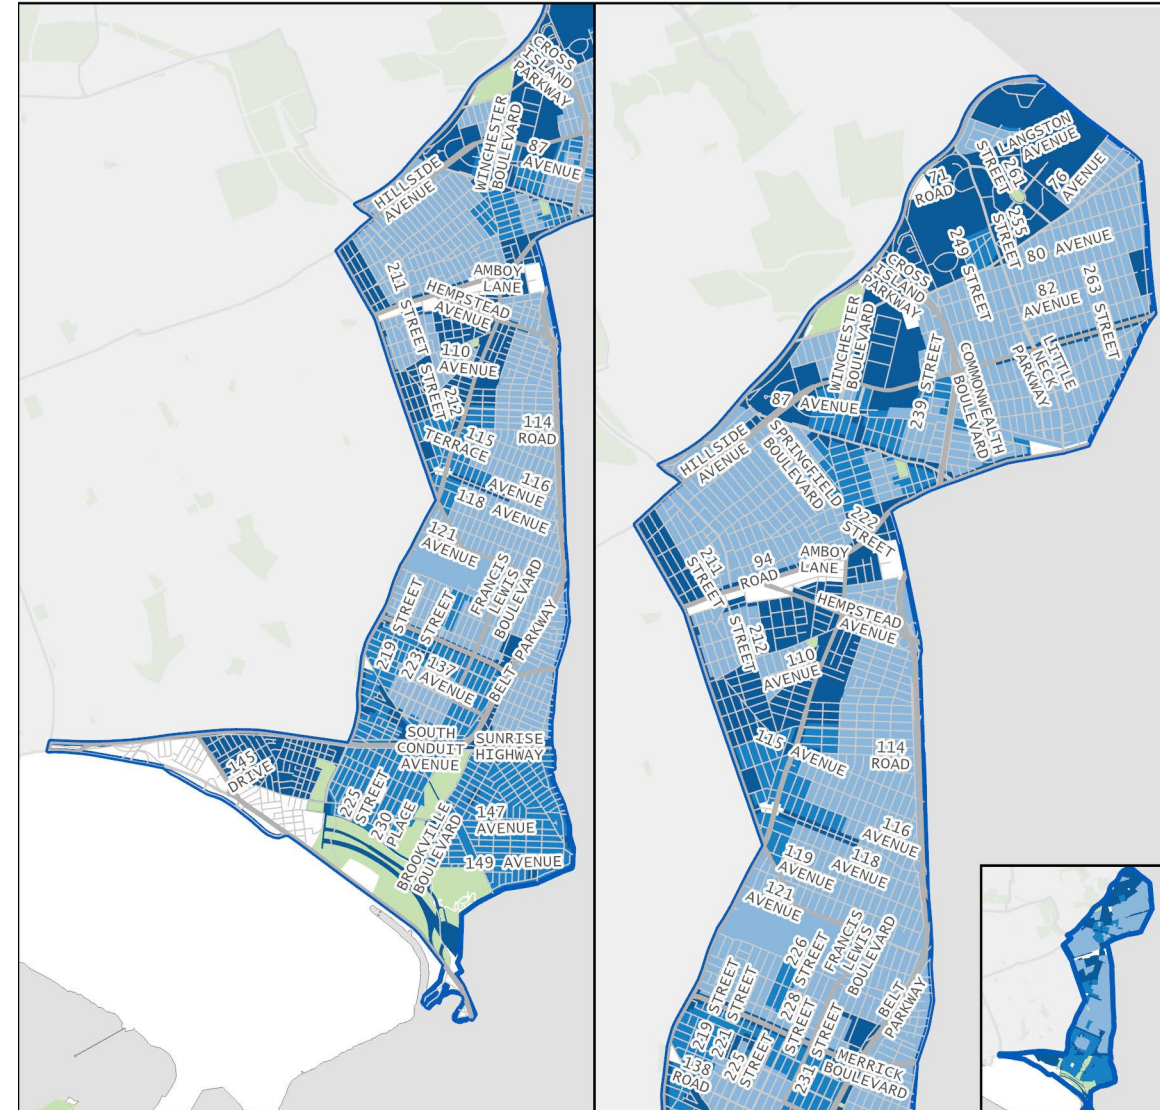 CROSS
ISLAND
PARKWAY
WINCHESTER
BOULEVARD
87
AVENUE
HILLSIDE
AVENUE
211
STREET
AMBOY
LANE
HEMPSTEAD
AVENUE
110
AVENUE
212
STREET
115
TERRACE
114
ROAD
116
AVENUE
118 AVENUE
121
AVENUE
FRANCIS
LEWIS
BOULEVARD
219
STREET
223
STREET
137
AVENUE
BELT
PARKWAY
SOUTH
CONDUIT
AVENUE
SUNRISE
HIGHWAY
145
DRIVE
225
STREET
230
PLACE
BROOKVILLE
BOULEVARD
147
AVENUE
149 AVENUE
LANGSTON
AVENUE
261
STREET
76
AVENUE
71
ROAD
255
STREET
249
STREET
80 AVENUE
82
AVENUE
263
STREET
CROSS
ISLAND
PARKWAY
WINCHESTER
BOULEVARD
239
STREET
COMMONWEALTH
BOULEVARD
LITTLE
NECK
PARKWAY
87 AVENUE
HILLSIDE
AVENUE
SPRINGFIELD
BOULEVARD
222
STREET
211
STREET
94
ROAD
AMBOY
LANE
HEMPSTEAD
AVENUE
212
STREET
110
AVENUE
115 AVENUE
114
ROAD
116
AVENUE
119
AVENUE
118
AVENUE
121
AVENUE
FRANCIS
LEWIS
BOULEVARD
226
STREET
219
STREET
221
STREET
228
STREET
BELT
PARKWAY
225
STREET
231
STREET
138
ROAD
MERRICK
BOULEVARD